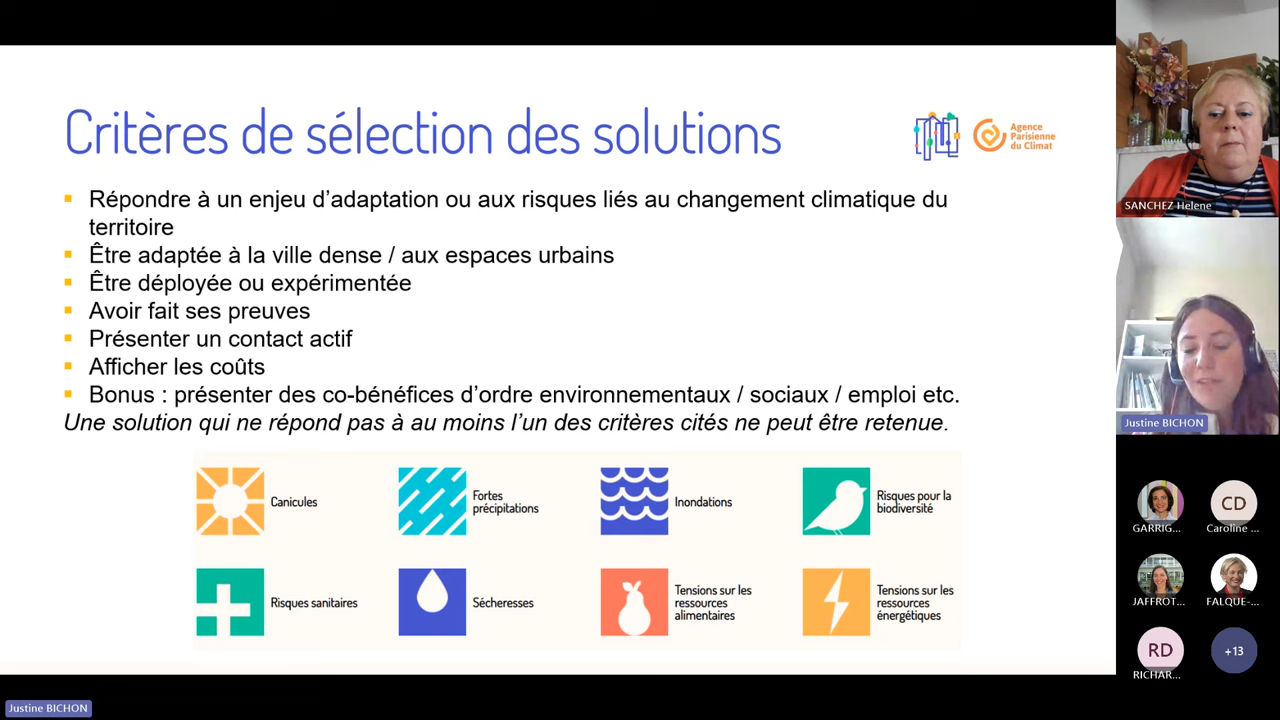 Critères de sélection des solutions
Agence
Parisienne
du Climat
▪ Répondre à un enjeu d’adaptation ou aux risques liés au changement climatique du
territoire
▪ Être adaptée à la ville dense / aux espaces urbains
▪ Être déployée ou expérimentée
▪ Avoir fait ses preuves
▪ Présenter un contact actif
▪ Afficher les coûts
▪ Bonus : présenter des co-bénéfices d’ordre environnementaux / sociaux / emploi etc.
Une solution qui ne répond pas à au moins l’un des critères cités ne peut être retenue.
Canicules
Fortes
précipitations
Inondations
Risques pour la
biodiversité
Risques sanitaires
Sécheresses
Tensions sur les
ressources
alimentaires
Tensions sur les
ressources
énergétiques
SANCHEZ Helene
Justine BICHON
GARRIG...
CD
Caroline ...
JAFFROT...
FALQUE-...
RD
RICHAR...
+13
Justine BICHON